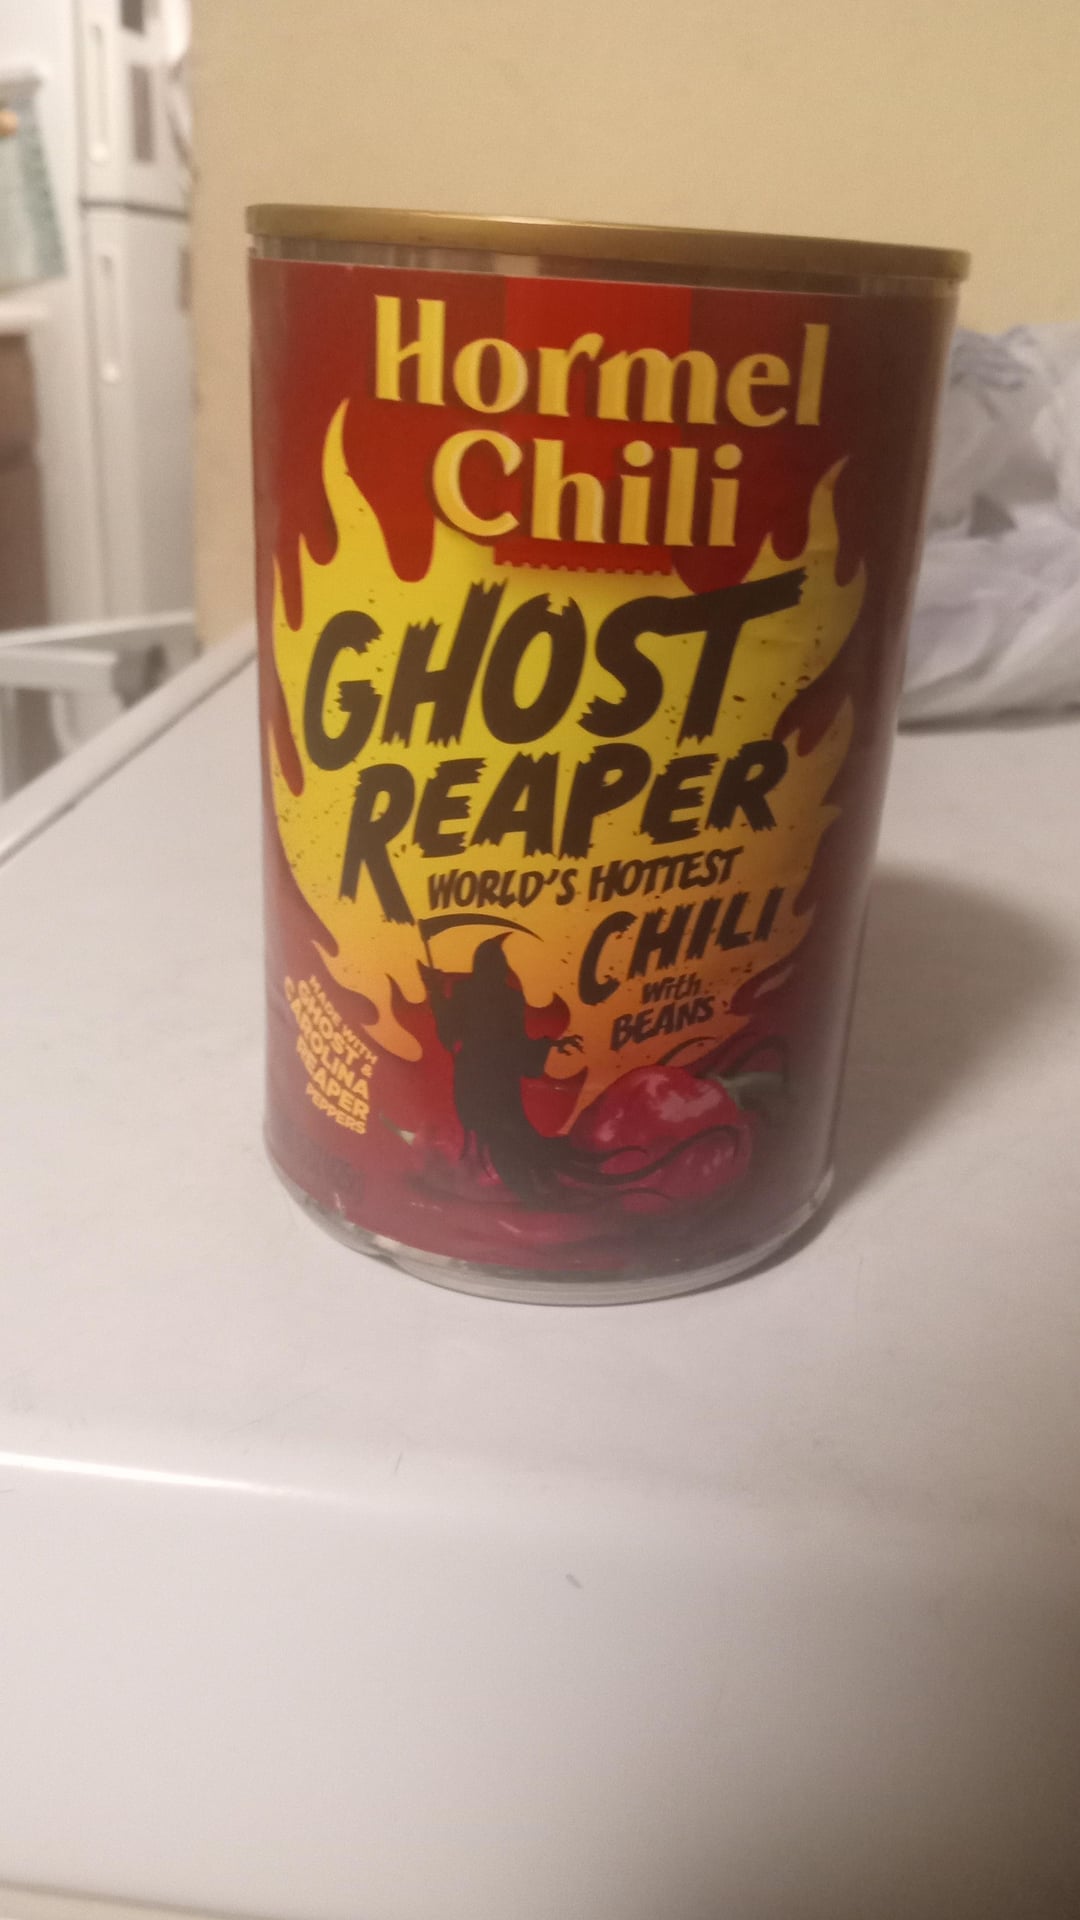 Hormel
Chili
GHOST
REAPER
WORLD'S HOTTEST
CHILI
with
BEANS
MADE WITH
GHOST &
CAROLINA
REAPER
PEPPERS